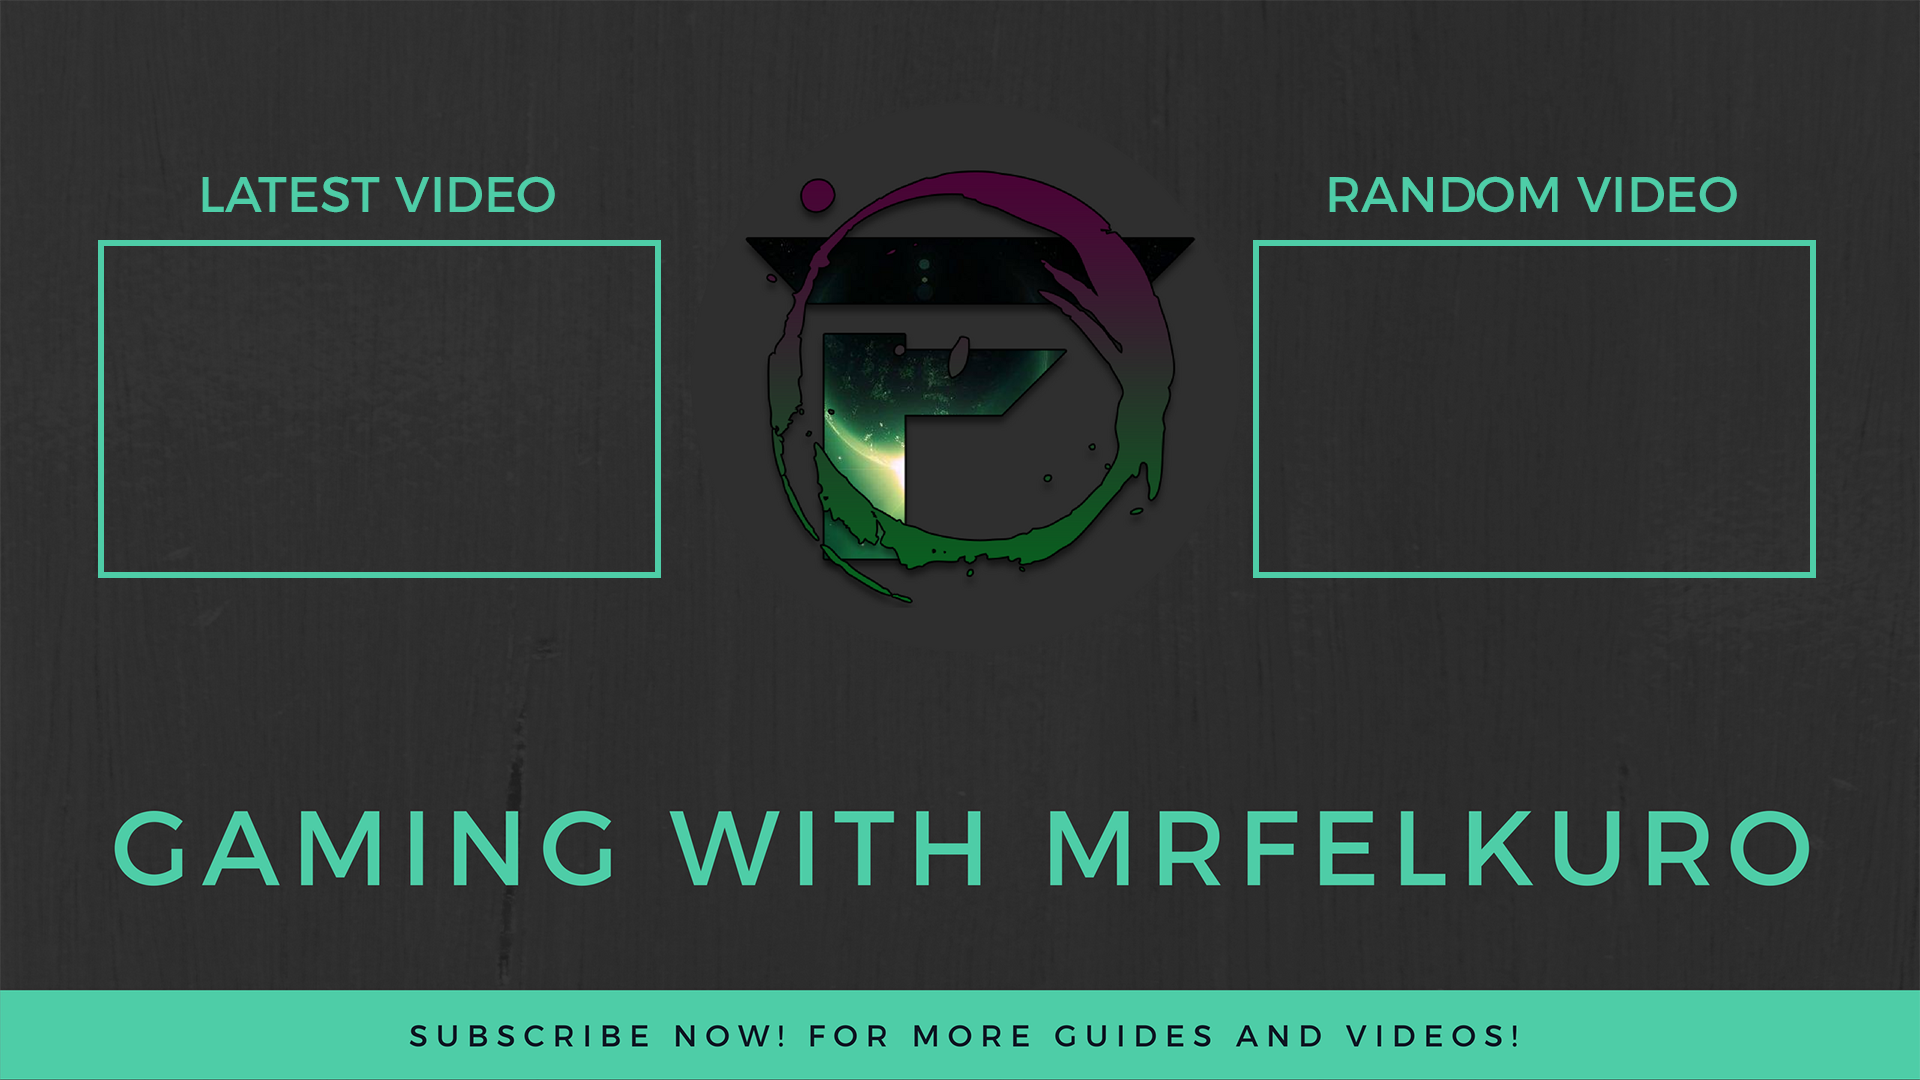 LATEST VIDEO
RANDOM VIDEO
GAMING WITH MRFELKURO
SUBSCRIBE NOW! FOR MORE GUIDES AND VIDEOS!